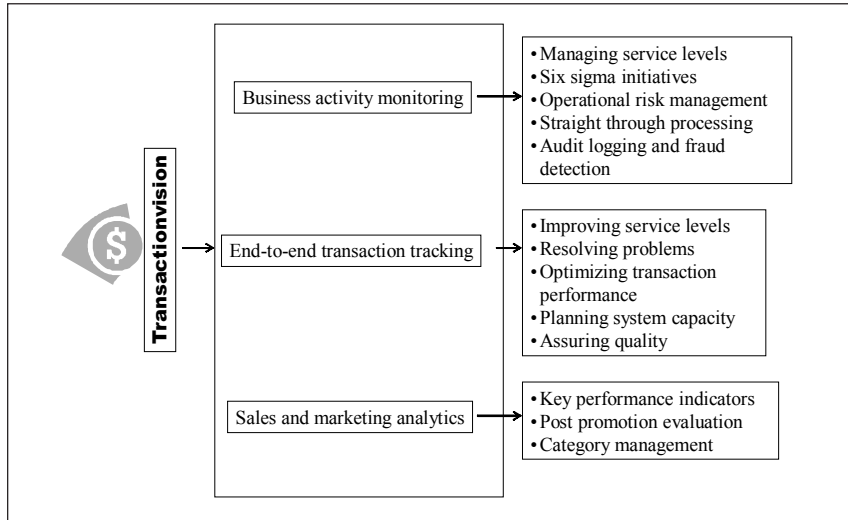 Transactionvision
Business activity monitoring
• Managing service levels
• Six sigma initiatives
• Operational risk management
• Straight through processing
• Audit logging and fraud
detection
End-to-end transaction tracking
• Improving service levels
• Resolving problems
• Optimizing transaction
performance
• Planning system capacity
• Assuring quality
Sales and marketing analytics
• Key performance indicators
• Post promotion evaluation
• Category management
$